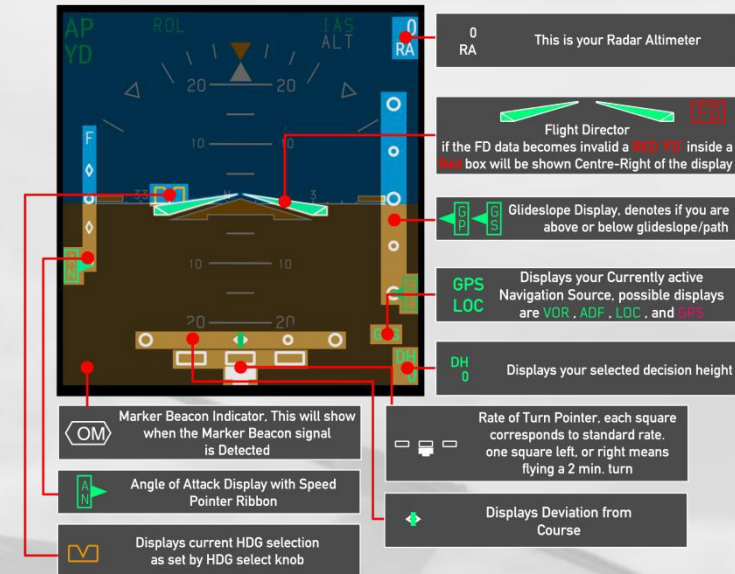 AP
YD
ROL
IAS
ALT
0
RA
20 20
F
10 10
33
N
3
10 10
20 20
DH
0
0
RA
This is your Radar Altimeter
FD
Flight Director
if the FD data becomes invalid a RED 'FD' inside a
Red box will be shown Centre-Right of the display
G
P
G
S
Glideslope Display, denotes if you are
above or below glideslope/path
GPS
LOC
Displays your Currently active
Navigation Source, possible displays
are VOR , ADF , LOC , and GPS
DH
0
Displays your selected decision height
OM
Marker Beacon Indicator, This will show
when the Marker Beacon signal
is Detected
Rate of Turn Pointer, each square
corresponds to standard rate.
one square left, or right means
flying a 2 min. turn
A
N
Angle of Attack Display with Speed
Pointer Ribbon
Displays Deviation from
Course
Displays current HDG selection
as set by HDG select knob